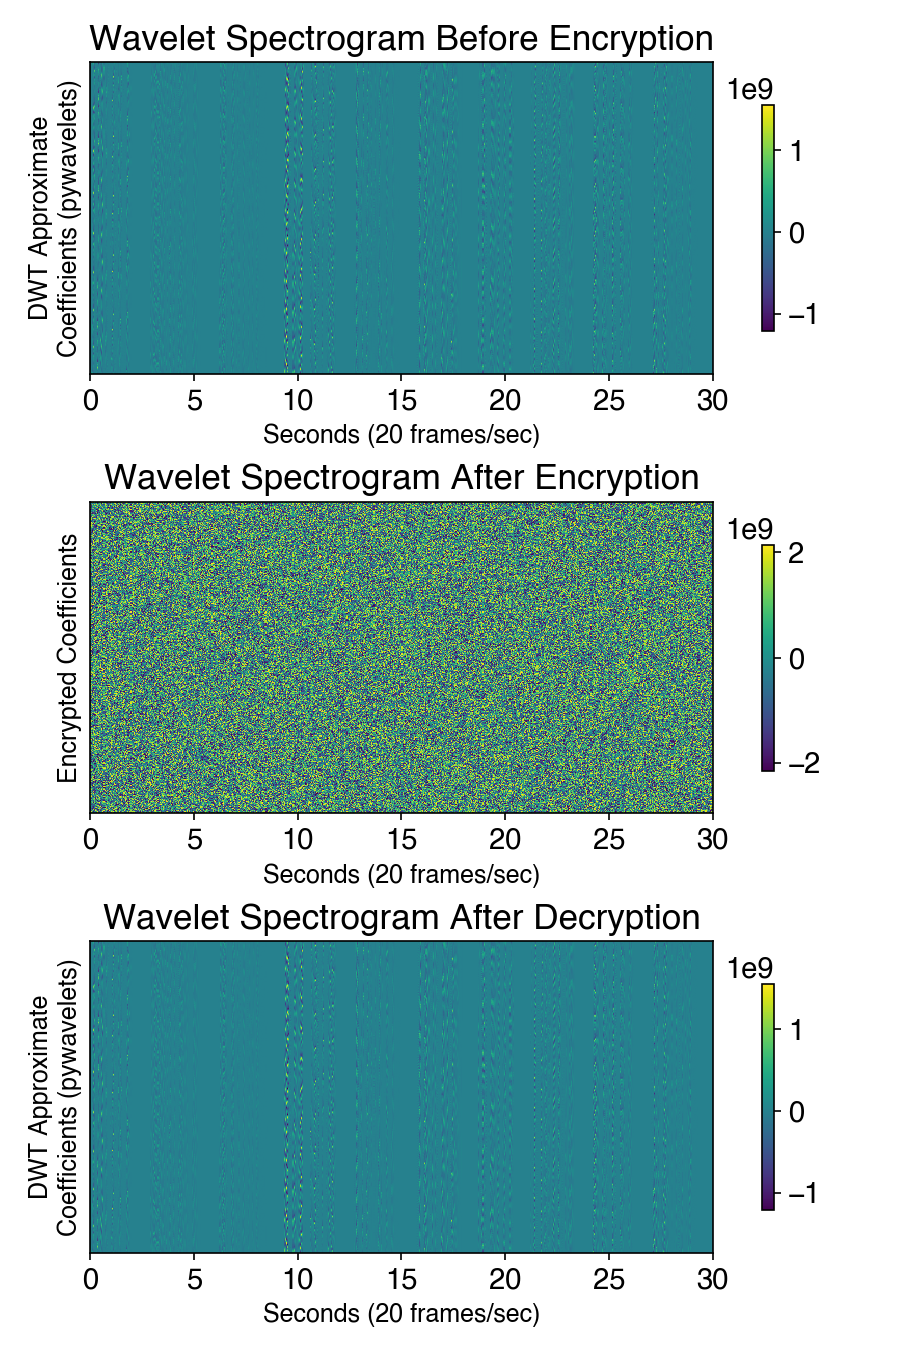 Wavelet Spectrogram Before Encryption
DWT Approximate
Coefficients (pywavelets)
1e9
1
0
−1
0 5 10 15 20 25 30
Seconds (20 frames/sec)
Wavelet Spectrogram After Encryption
Encrypted Coefficients
1e9
2
0
−2
0 5 10 15 20 25 30
Seconds (20 frames/sec)
Wavelet Spectrogram After Decryption
DWT Approximate
Coefficients (pywavelets)
1e9
1
0
−1
0 5 10 15 20 25 30
Seconds (20 frames/sec)